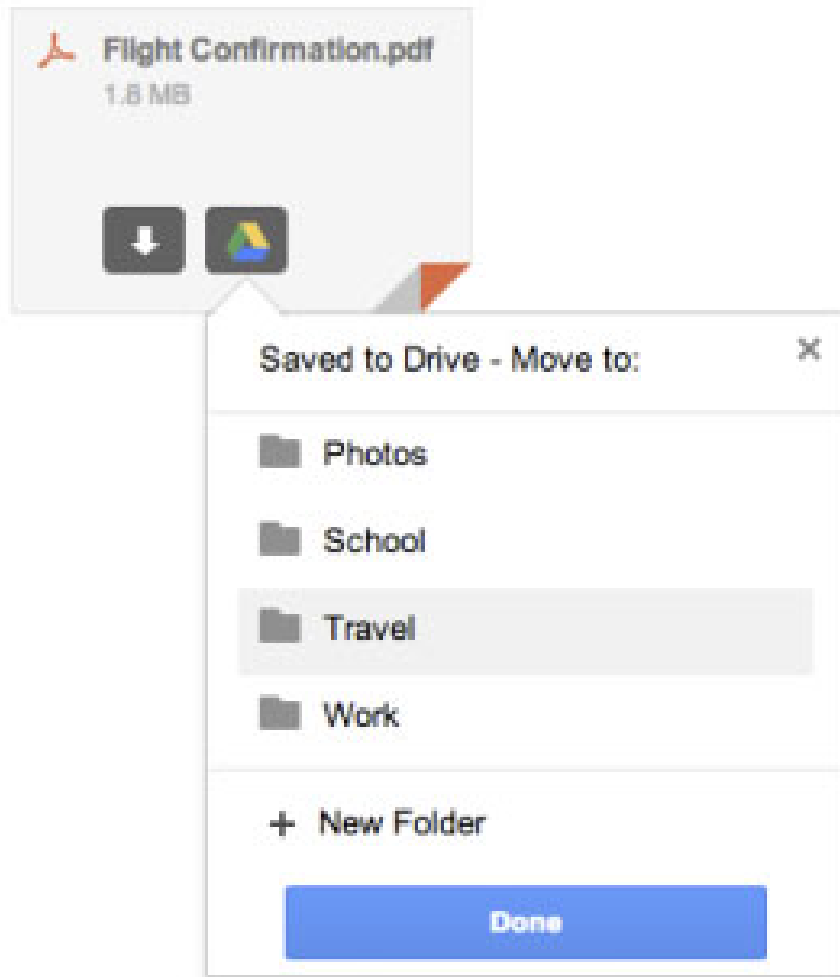 Flight Confirmation.pdf
1.8 MB
Saved to Drive - Move to:
Photos
School
Travel
Work
+ New Folder
Done